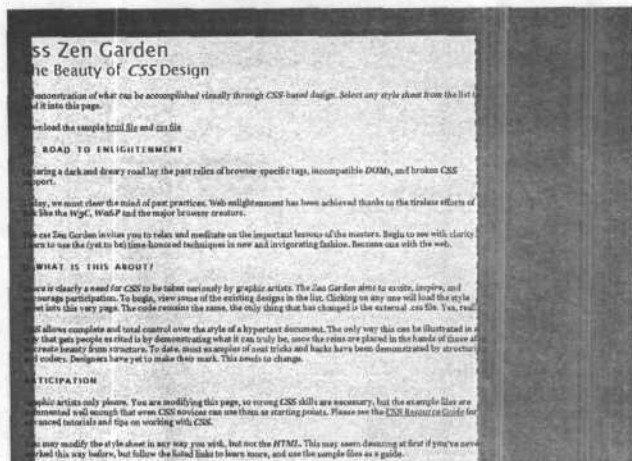 ss Zen Garden
he Beauty of CSS Design
demonstration of what can be accomplished visually through CSS-based design. Select any style sheet from the list t
d it into this page.
wnload the sample html file and css file
E ROAD TO ENLIGHTENMENT
tering a dark and dreary road lay the past relics of browser-specific tags, incompatible DOMs, and broken CSS
pport.
day, we must clear the mind of past practices. Web enlightenment has been achieved thanks to the tireless efforts of
like the W3C, WaSP and the major browser creators.
e css Zen Garden invites you to relax and meditate on the important lessons of the masters. Begin to see with clarity.
arn to use the (yet to be) time-honored techniques in new and invigorating fashion. Become one with the web.
WHAT IS THIS ABOUT?
ere is clearly a need for CSS to be taken seriously by graphic artists. The Zen Garden aims to excite, inspire, and
courage participation. To begin, view some of the existing designs in the list. Clicking on any one will load the style
eet into this very page. The code remains the same, the only thing that has changed is the external .css file. Yes, reall
SS allows complete and total control over the style of a hypertext document. The only way this can be illustrated in a
y that gets people excited is by demonstrating what it can truly be, once the reins are placed in the hands of those abl
create beauty from structure. To date, most examples of neat tricks and hacks have been demonstrated by structur
nd coders. Designers have yet to make their mark. This needs to change.
RTICIPATION
aphic artists only please. You are modifying this page, so strong CSS skills are necessary, but the example files are
mmented well enough that even CSS novices can use them as starting points. Please see the CSS Resource Guide for
vanced tutorials and tips on working with CSS.
u may modify the style sheet in any way you wish, but not the HTML. This may seem daunting at first if you've neve
rked this way before, but follow the listed links to learn more, and use the sample files as a guide.